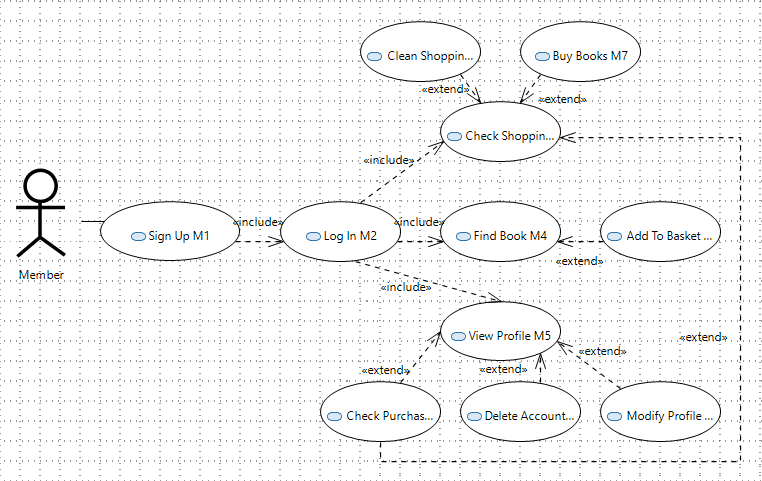 Clean Shoppin...
Buy Books M7
«extend»
«extend»
Check Shoppin...
«include»
«include»
«include»
Sign Up M1
Log In M2
Find Book M4
Add To Basket ...
«extend»
Member
«include»
View Profile M5
«extend»
«extend»
«extend»
«extend»
Check Purchas...
Delete Account...
Modify Profile ...